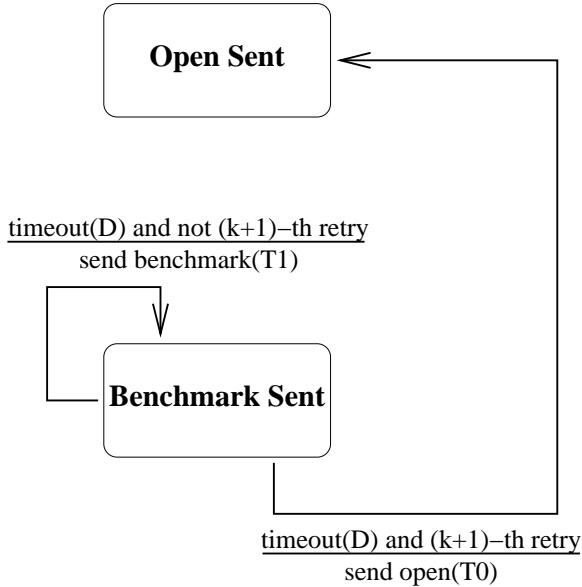 Open Sent
timeout(D) and not (k+1)−th retry
send benchmark(T1)
Benchmark Sent
timeout(D) and (k+1)−th retry
send open(T0)